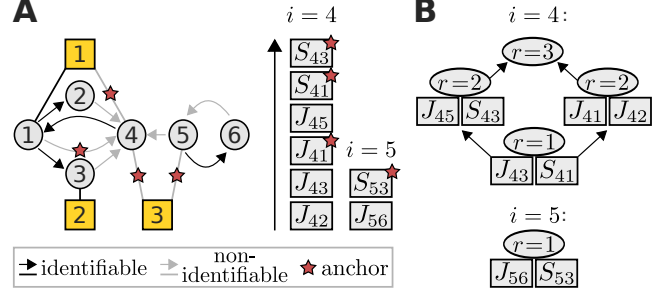 A
1
2
1
4
5
6
3
2
3
identifiable
non-
identifiable
anchor
i = 4
S₄₃
S₄₁
J₄₅
J₄₁
J₄₃
J₄₂
i = 5
S₅₃
J₅₆
B
i = 4:
r=3
r=2
r=2
J₄₅ S₄₃
J₄₁ J₄₂
r=1
J₄₃ S₄₁
i = 5:
r=1
J₅₆ S₅₃